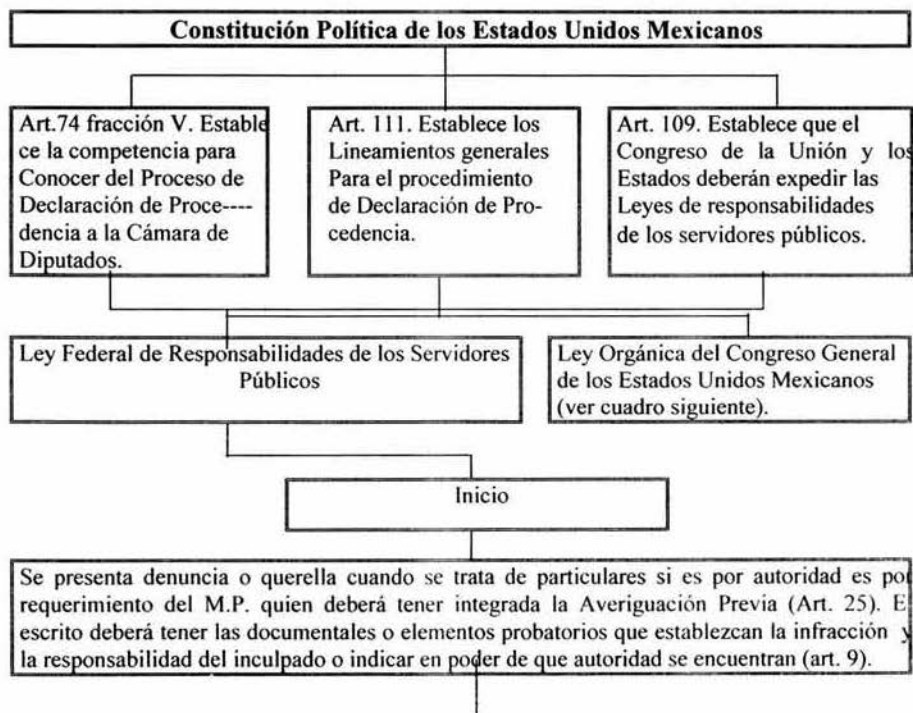 Constitución Política de los Estados Unidos Mexicanos
Art.74 fracción V. Estable
ce la competencia para
Conocer del Proceso de
Declaración de Proce----
dencia a la Cámara de
Diputados.
Art. 111. Establece los
Lineamientos generales
Para el procedimiento
de Declaración de Pro-
cedencia.
Art. 109. Establece que el
Congreso de la Unión y los
Estados deberán expedir las
Leyes de responsabilidades
de los servidores públicos.
Ley Federal de Responsabilidades de los Servidores
Públicos
Ley Orgánica del Congreso General
de los Estados Unidos Mexicanos
(ver cuadro siguiente).
Inicio
Se presenta denuncia o querella cuando se trata de particulares si es por autoridad es por
requerimiento del M.P. quien deberá tener integrada la Averiguación Previa (Art. 25). E
escrito deberá tener las documentales o elementos probatorios que establezcan la infracción y
la responsabilidad del inculpado o indicar en poder de que autoridad se encuentran (art. 9).